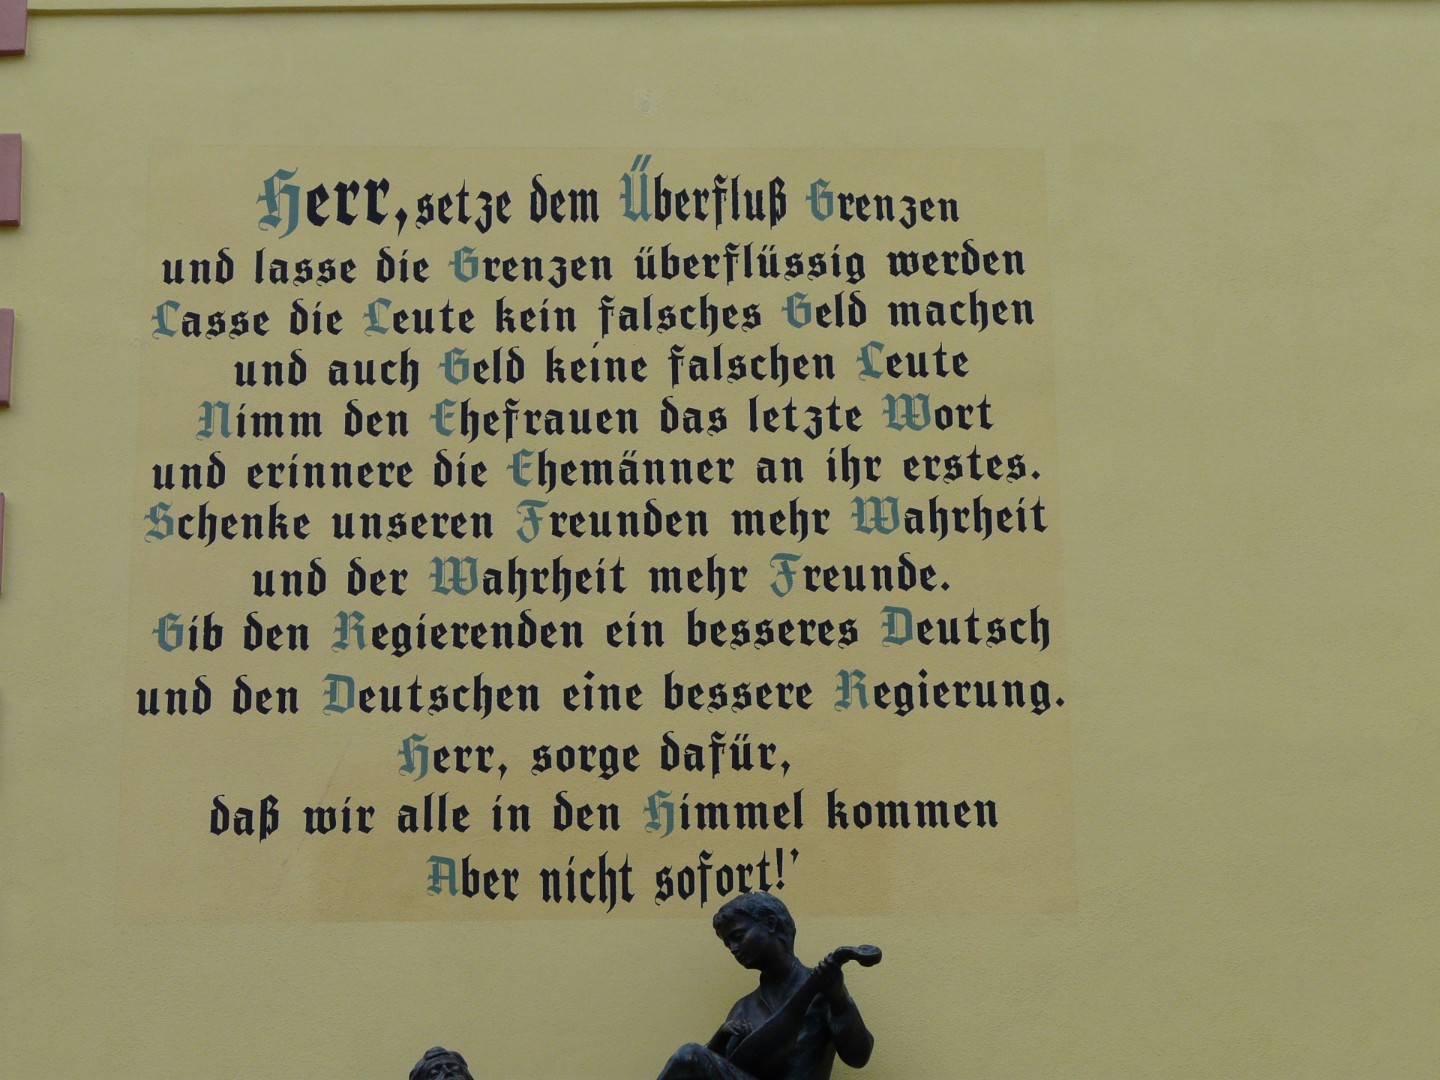 Herr, setze dem Überfluß Grenzen
und lasse die Grenzen überflüssig werden
Lasse die Leute kein falsches Geld machen
und auch Geld keine falschen Leute
Nimm den Ehefrauen das letzte Wort
und erinnere die Ehemänner an ihr erstes.
Schenke unseren Freunden mehr Wahrheit
und der Wahrheit mehr Freunde.
Gib den Regierenden ein besseres Deutsch
und den Deutschen eine bessere Regierung.
Herr, sorge dafür,
daß wir alle in den Himmel kommen
Aber nicht sofort!'